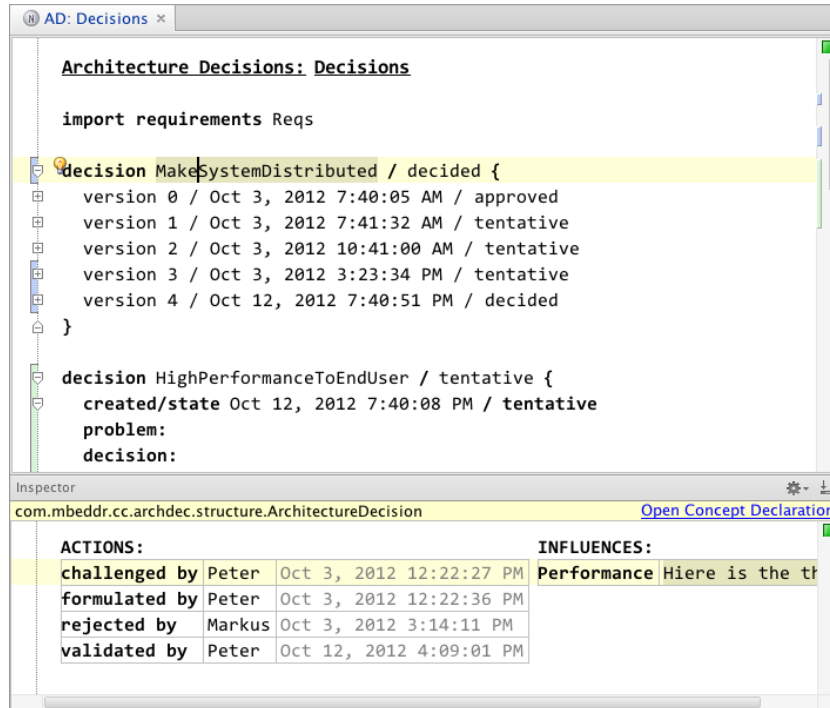 AD: Decisions ×
Architecture Decisions: Decisions
import requirements Reqs
decision MakeSystemDistributed / decided {
version 0 / Oct 3, 2012 7:40:05 AM / approved
version 1 / Oct 3, 2012 7:41:32 AM / tentative
version 2 / Oct 3, 2012 10:41:00 AM / tentative
version 3 / Oct 3, 2012 3:23:34 PM / tentative
version 4 / Oct 12, 2012 7:40:51 PM / decided
}
decision HighPerformanceToEndUser / tentative {
created/state Oct 12, 2012 7:40:08 PM / tentative
problem:
decision:
Inspector
com.mbeddr.cc.archdec.structure.ArchitectureDecision Open Concept Declaration
ACTIONS: INFLUENCES:
challenged by Peter Oct 3, 2012 12:22:27 PM Performance Hiere is the th
formulated by Peter Oct 3, 2012 12:22:36 PM
rejected by Markus Oct 3, 2012 3:14:11 PM
validated by Peter Oct 12, 2012 4:09:01 PM